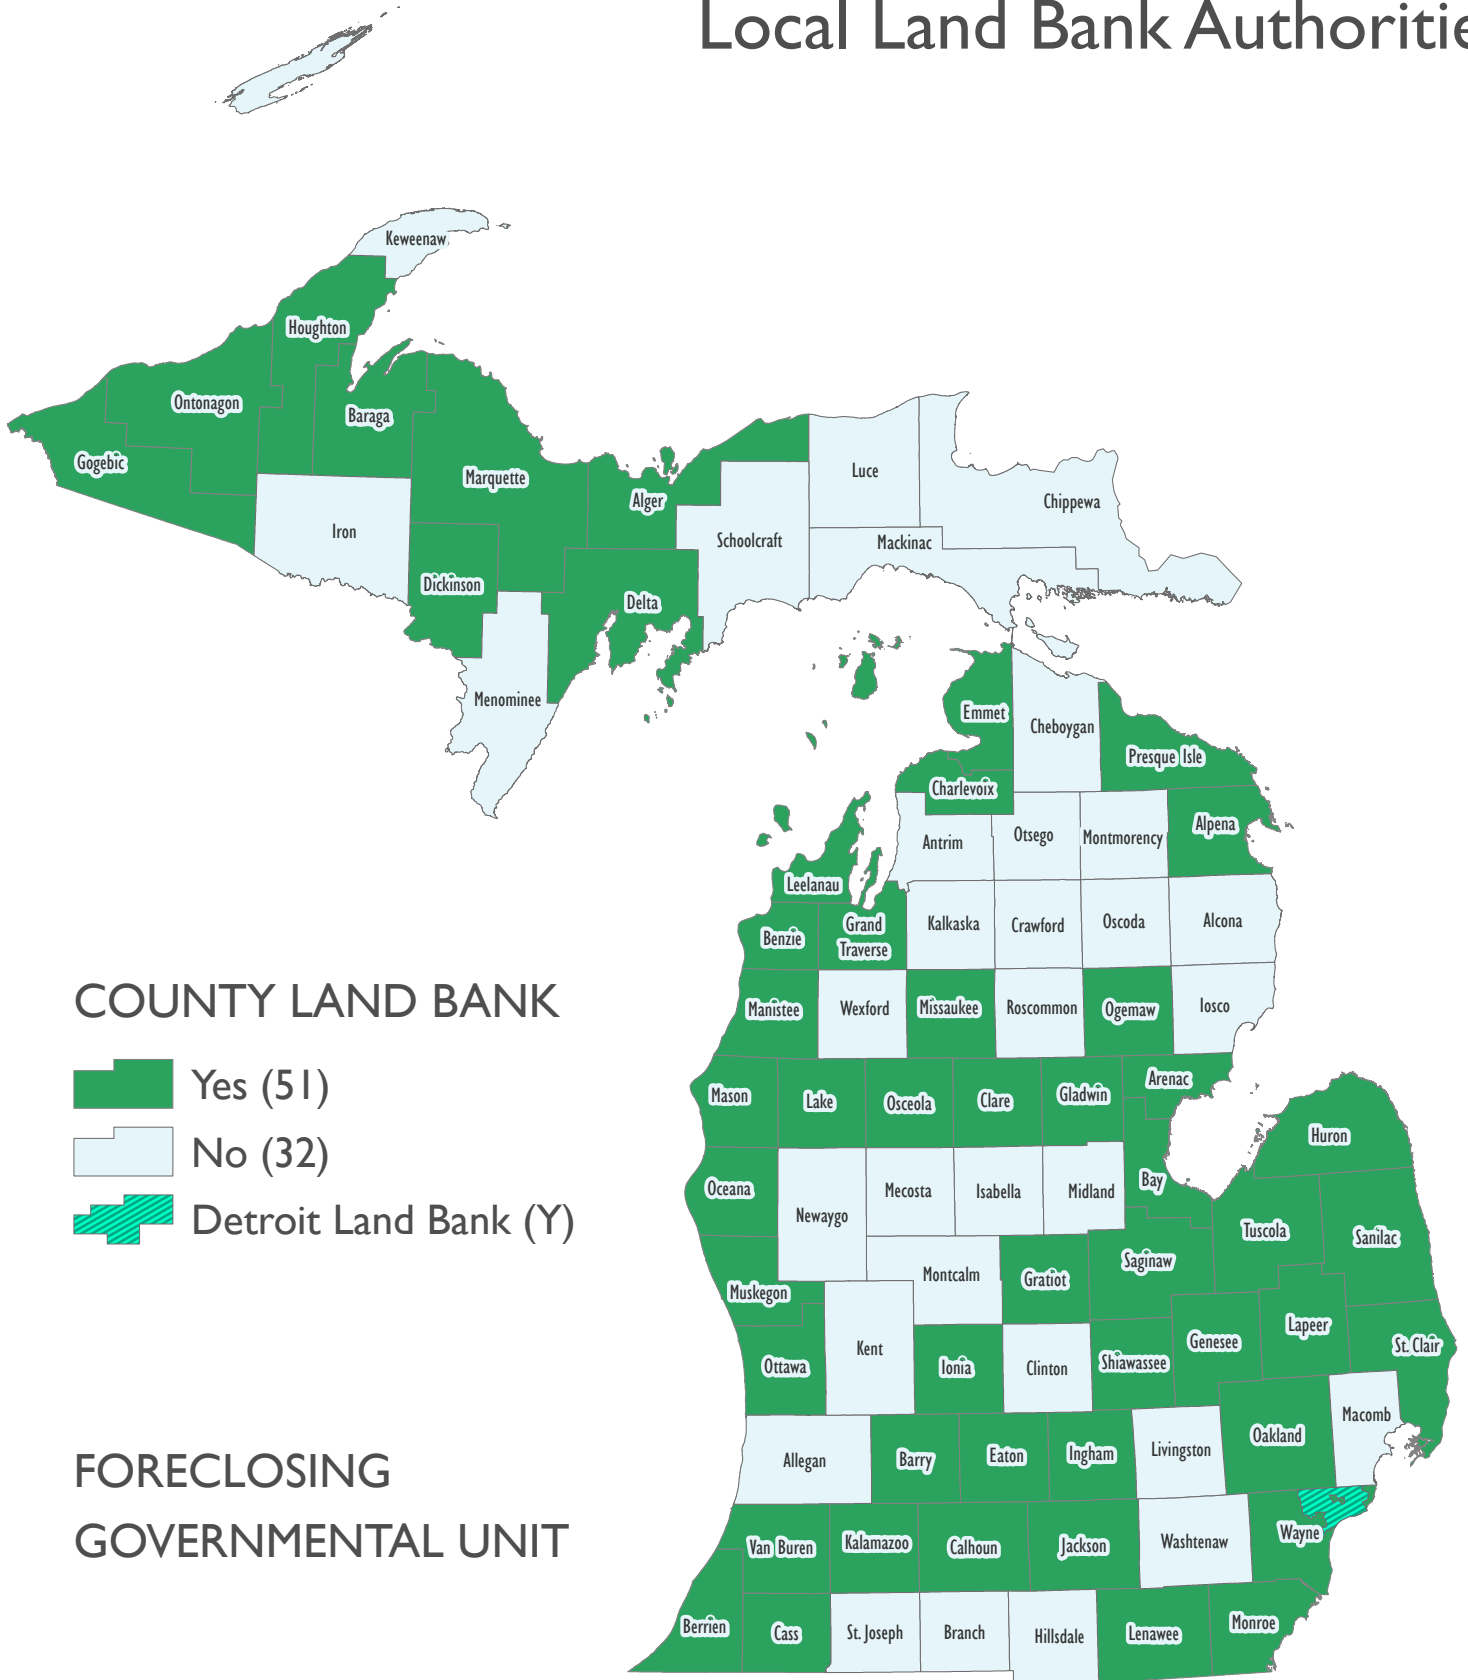 Local Land Bank Authoritie
Keweenaw
Houghton
Ontonagon
Baraga
Gogebic
Marquette
Alger
Luce
Chippewa
Iron
Schoolcraft
Mackinac
Dickinson
Delta
Menominee
Emmet
Cheboygan
Presque Isle
Charlevoix
Antrim
Otsego
Montmorency
Alpena
Leelanau
Benzie
Grand
Traverse
Kalkaska
Crawford
Oscoda
Alcona
Manistee
Wexford
Missaukee
Roscommon
Ogemaw
Iosco
COUNTY LAND BANK
Yes (51)
No (32)
Detroit Land Bank (Y)
Mason
Lake
Osceola
Clare
Gladwin
Arenac
Huron
Oceana
Newaygo
Mecosta
Isabella
Midland
Bay
Tuscola
Sanilac
Muskegon
Montcalm
Gratiot
Saginaw
Ottawa
Kent
Ionia
Clinton
Shiawassee
Genesee
Lapeer
St. Clair
Allegan
Barry
Eaton
Ingham
Livingston
Oakland
Macomb
Van Buren
Kalamazoo
Calhoun
Jackson
Washtenaw
Wayne
Berrien
Cass
St. Joseph
Branch
Hillsdale
Lenawee
Monroe
FORECLOSING
GOVERNMENTAL UNIT